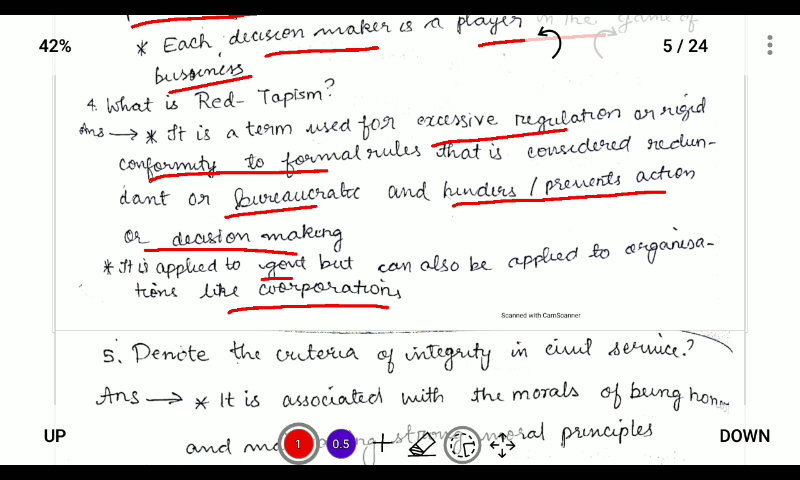 * Each decision maker is a player in the game of
42%
5 / 24
bussiness
4. What is Red- Tapism?
Ans → * It is a term used for excessive regulation or rigid
conformity to formal rules that is considered redun-
dant or bureaucratic and hinders / prevents action
or decision making
* It is applied to govt but can also be applied to organisa-
tions like coorporations
Scanned with CamScanner
5. Denote the criteria of integrity in civil service?
Ans → * It is associated with the morals of being hon
UP
DOWN
1
0.5
and strong moral principles